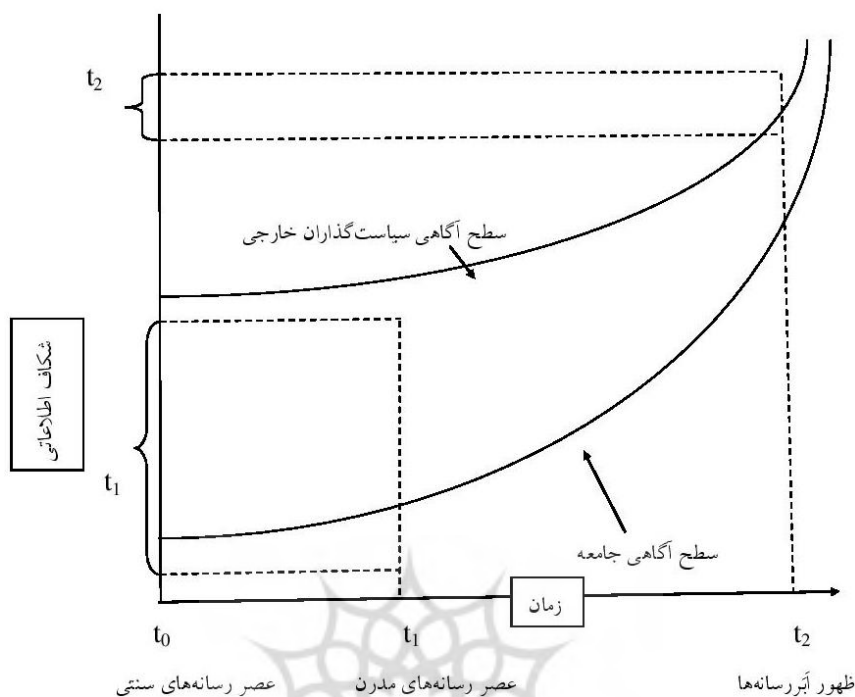 t₂
سطح آگاهی سیاست‌گذاران خارجی
شکاف اطلاعاتی
t₁
سطح آگاهی جامعه
زمان
t₀
t₁
t₂
عصر رسانه‌های سنتی
عصر رسانه‌های مدرن
ظهور اَبَررسانه‌ها